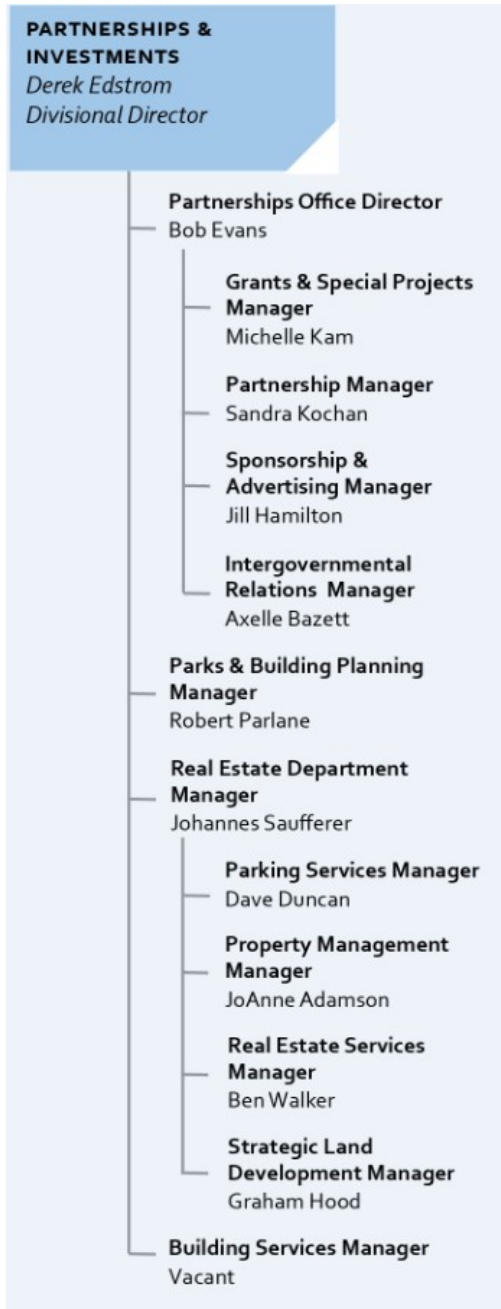 PARTNERSHIPS &
INVESTMENTS
Derek Edstrom
Divisional Director
Partnerships Office Director
Bob Evans
Grants & Special Projects
Manager
Michelle Kam
Partnership Manager
Sandra Kochan
Sponsorship &
Advertising Manager
Jill Hamilton
Intergovernmental
Relations Manager
Axelle Bazett
Parks & Building Planning
Manager
Robert Parlane
Real Estate Department
Manager
Johannes Saufferer
Parking Services Manager
Dave Duncan
Property Management
Manager
JoAnne Adamson
Real Estate Services
Manager
Ben Walker
Strategic Land
Development Manager
Graham Hood
Building Services Manager
Vacant